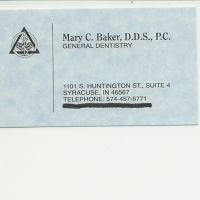 Mary C. Baker, D.D.S., P.C.
GENERAL DENTISTRY
1101 S. HUNTINGTON ST., SUITE 4
SYRACUSE, IN 46567
TELEPHONE: 574-457-5771